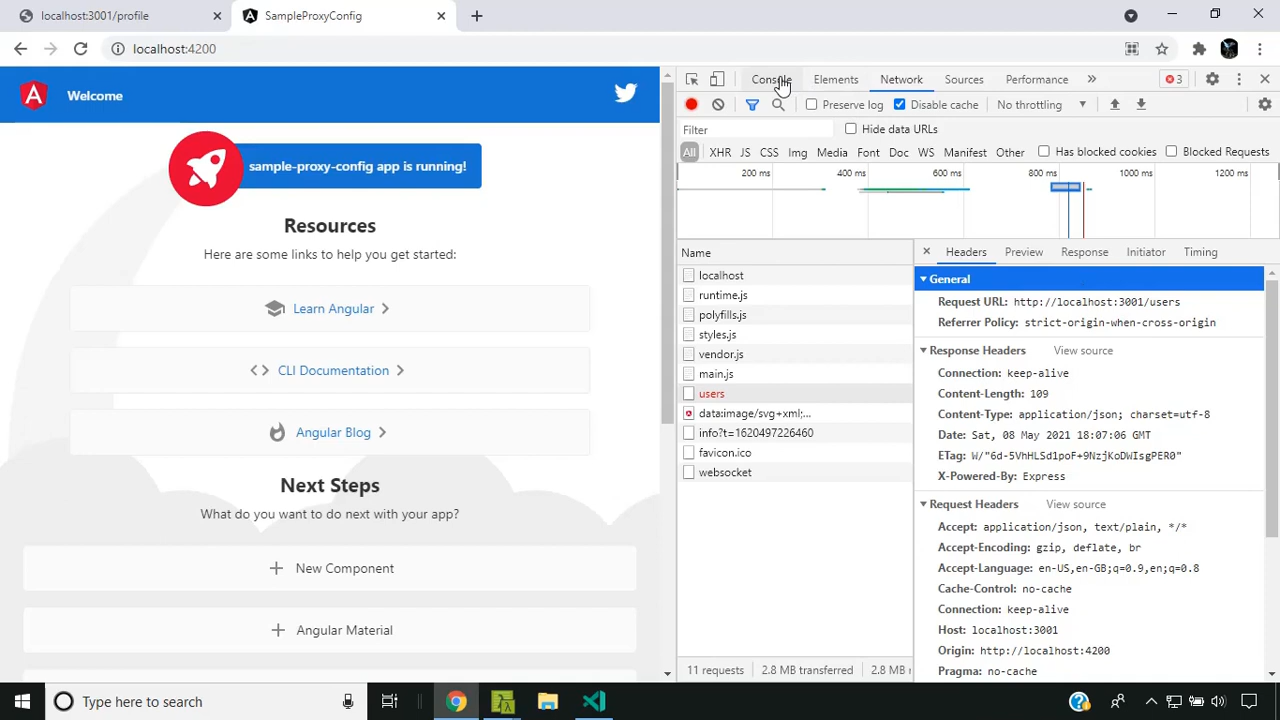 localhost:3001/profile
SampleProxyConfig
localhost:4200
Welcome
sample-proxy-config app is running!
Resources
Here are some links to help you get started:
Learn Angular
CLI Documentation
Angular Blog
Next Steps
What do you want to do next with your app?
New Component
Angular Material
Console Elements Network Sources Performance 3
Preserve log Disable cache No throttling
Filter Hide data URLs
All XHR JS CSS Img Media Font Doc WS Manifest Other Has blocked cookies Blocked Requests
200 ms 400 ms 600 ms 800 ms 1000 ms 1200 ms
Name
localhost
runtime.js
polyfills.js
styles.js
vendor.js
main.js
users
data:image/svg+xml;...
info?t=1620497226460
favicon.ico
websocket
11 requests 2.8 MB transferred 2.8 M
Headers Preview Response Initiator Timing
General
Request URL: http://localhost:3001/users
Referrer Policy: strict-origin-when-cross-origin
Response Headers View source
Connection: keep-alive
Content-Length: 109
Content-Type: application/json; charset=utf-8
Date: Sat, 08 May 2021 18:07:06 GMT
ETag: W/"6d-5VhHLSd1poF+9NzjKoDWIsgPER0"
X-Powered-By: Express
Request Headers View source
Accept: application/json, text/plain, */*
Accept-Encoding: gzip, deflate, br
Accept-Language: en-US,en-GB;q=0.9,en;q=0.8
Cache-Control: no-cache
Connection: keep-alive
Host: localhost:3001
Origin: http://localhost:4200
Pragma: no-cache
Type here to search